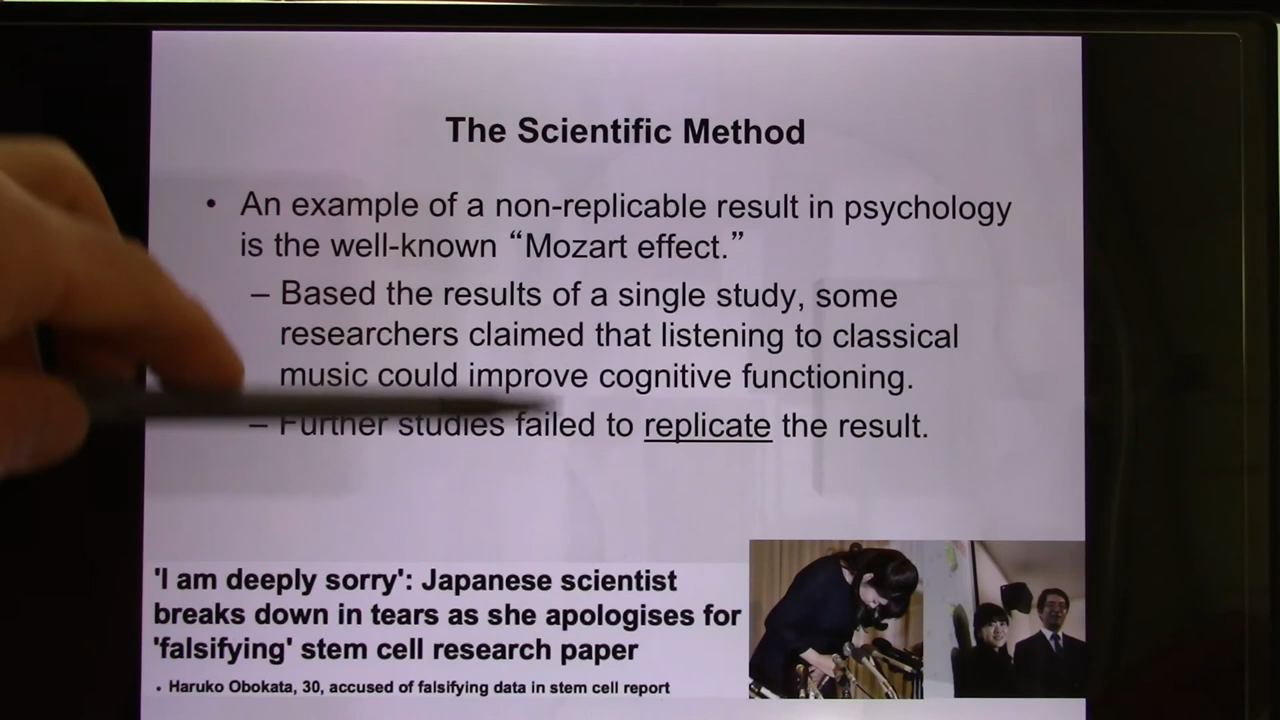 The Scientific Method
• An example of a non-replicable result in psychology
is the well-known “Mozart effect.”
– Based the results of a single study, some
researchers claimed that listening to classical
music could improve cognitive functioning.
– Further studies failed to replicate the result.
'I am deeply sorry': Japanese scientist
breaks down in tears as she apologises for
'falsifying' stem cell research paper
• Haruko Obokata, 30, accused of falsifying data in stem cell report